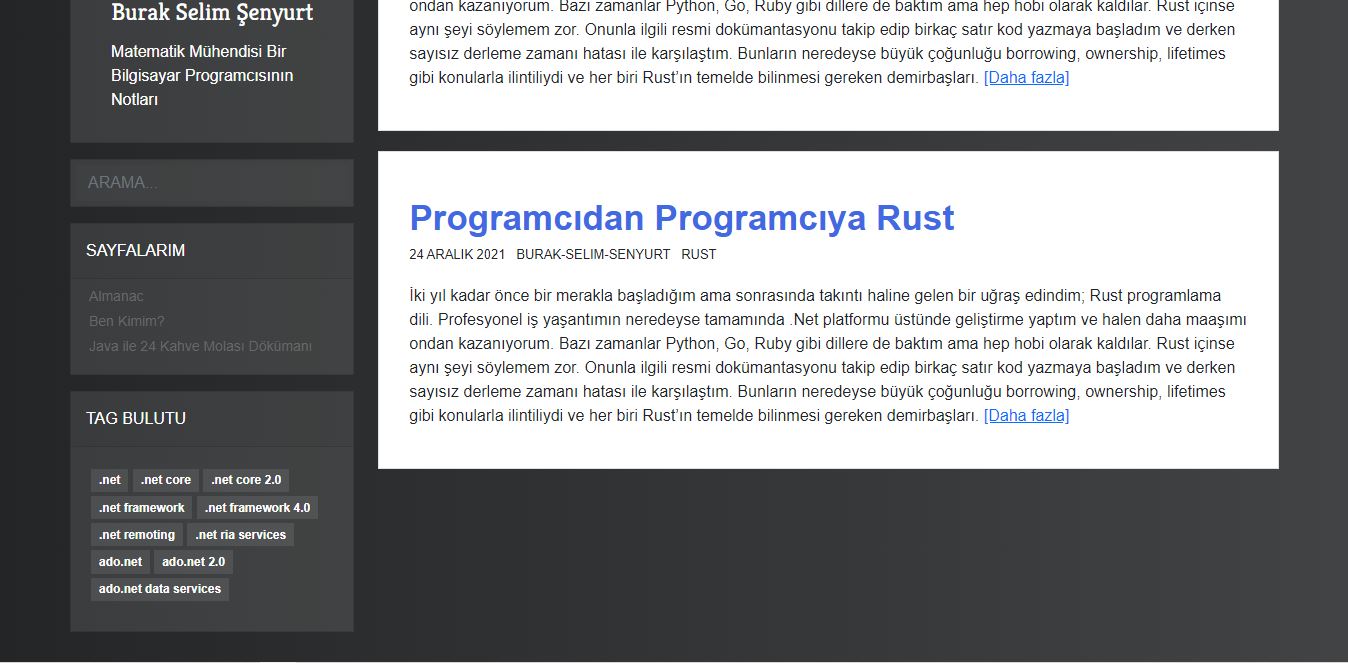 Burak Selim Şenyurt
Matematik Mühendisi Bir
Bilgisayar Programcısının
Notları
ARAMA...
SAYFALARIM
Almanac
Ben Kimim?
Java ile 24 Kahve Molası Dökümanı
TAG BULUTU
.net .net core .net core 2.0
.net framework .net framework 4.0
.net remoting .net ria services
ado.net ado.net 2.0
ado.net data services
ondan kazanıyorum. Bazı zamanlar Python, Go, Ruby gibi dillere de baktım ama hep hobi olarak kaldılar. Rust içinse
aynı şeyi söylemem zor. Onunla ilgili resmi dokümantasyonu takip edip birkaç satır kod yazmaya başladım ve derken
sayısız derleme zamanı hatası ile karşılaştım. Bunların neredeyse büyük çoğunluğu borrowing, ownership, lifetimes
gibi konularla ilintiliydi ve her biri Rust’ın temelde bilinmesi gereken demirbaşları. [Daha fazla]
Programcıdan Programcıya Rust
24 ARALIK 2021 BURAK-SELIM-SENYURT RUST
İki yıl kadar önce bir merakla başladığım ama sonrasında takıntı haline gelen bir uğraş edindim; Rust programlama
dili. Profesyonel iş yaşantımın neredeyse tamamında .Net platformu üstünde geliştirme yaptım ve halen daha maaşımı
ondan kazanıyorum. Bazı zamanlar Python, Go, Ruby gibi dillere de baktım ama hep hobi olarak kaldılar. Rust içinse
aynı şeyi söylemem zor. Onunla ilgili resmi dokümantasyonu takip edip birkaç satır kod yazmaya başladım ve derken
sayısız derleme zamanı hatası ile karşılaştım. Bunların neredeyse büyük çoğunluğu borrowing, ownership, lifetimes
gibi konularla ilintiliydi ve her biri Rust’ın temelde bilinmesi gereken demirbaşları. [Daha fazla]